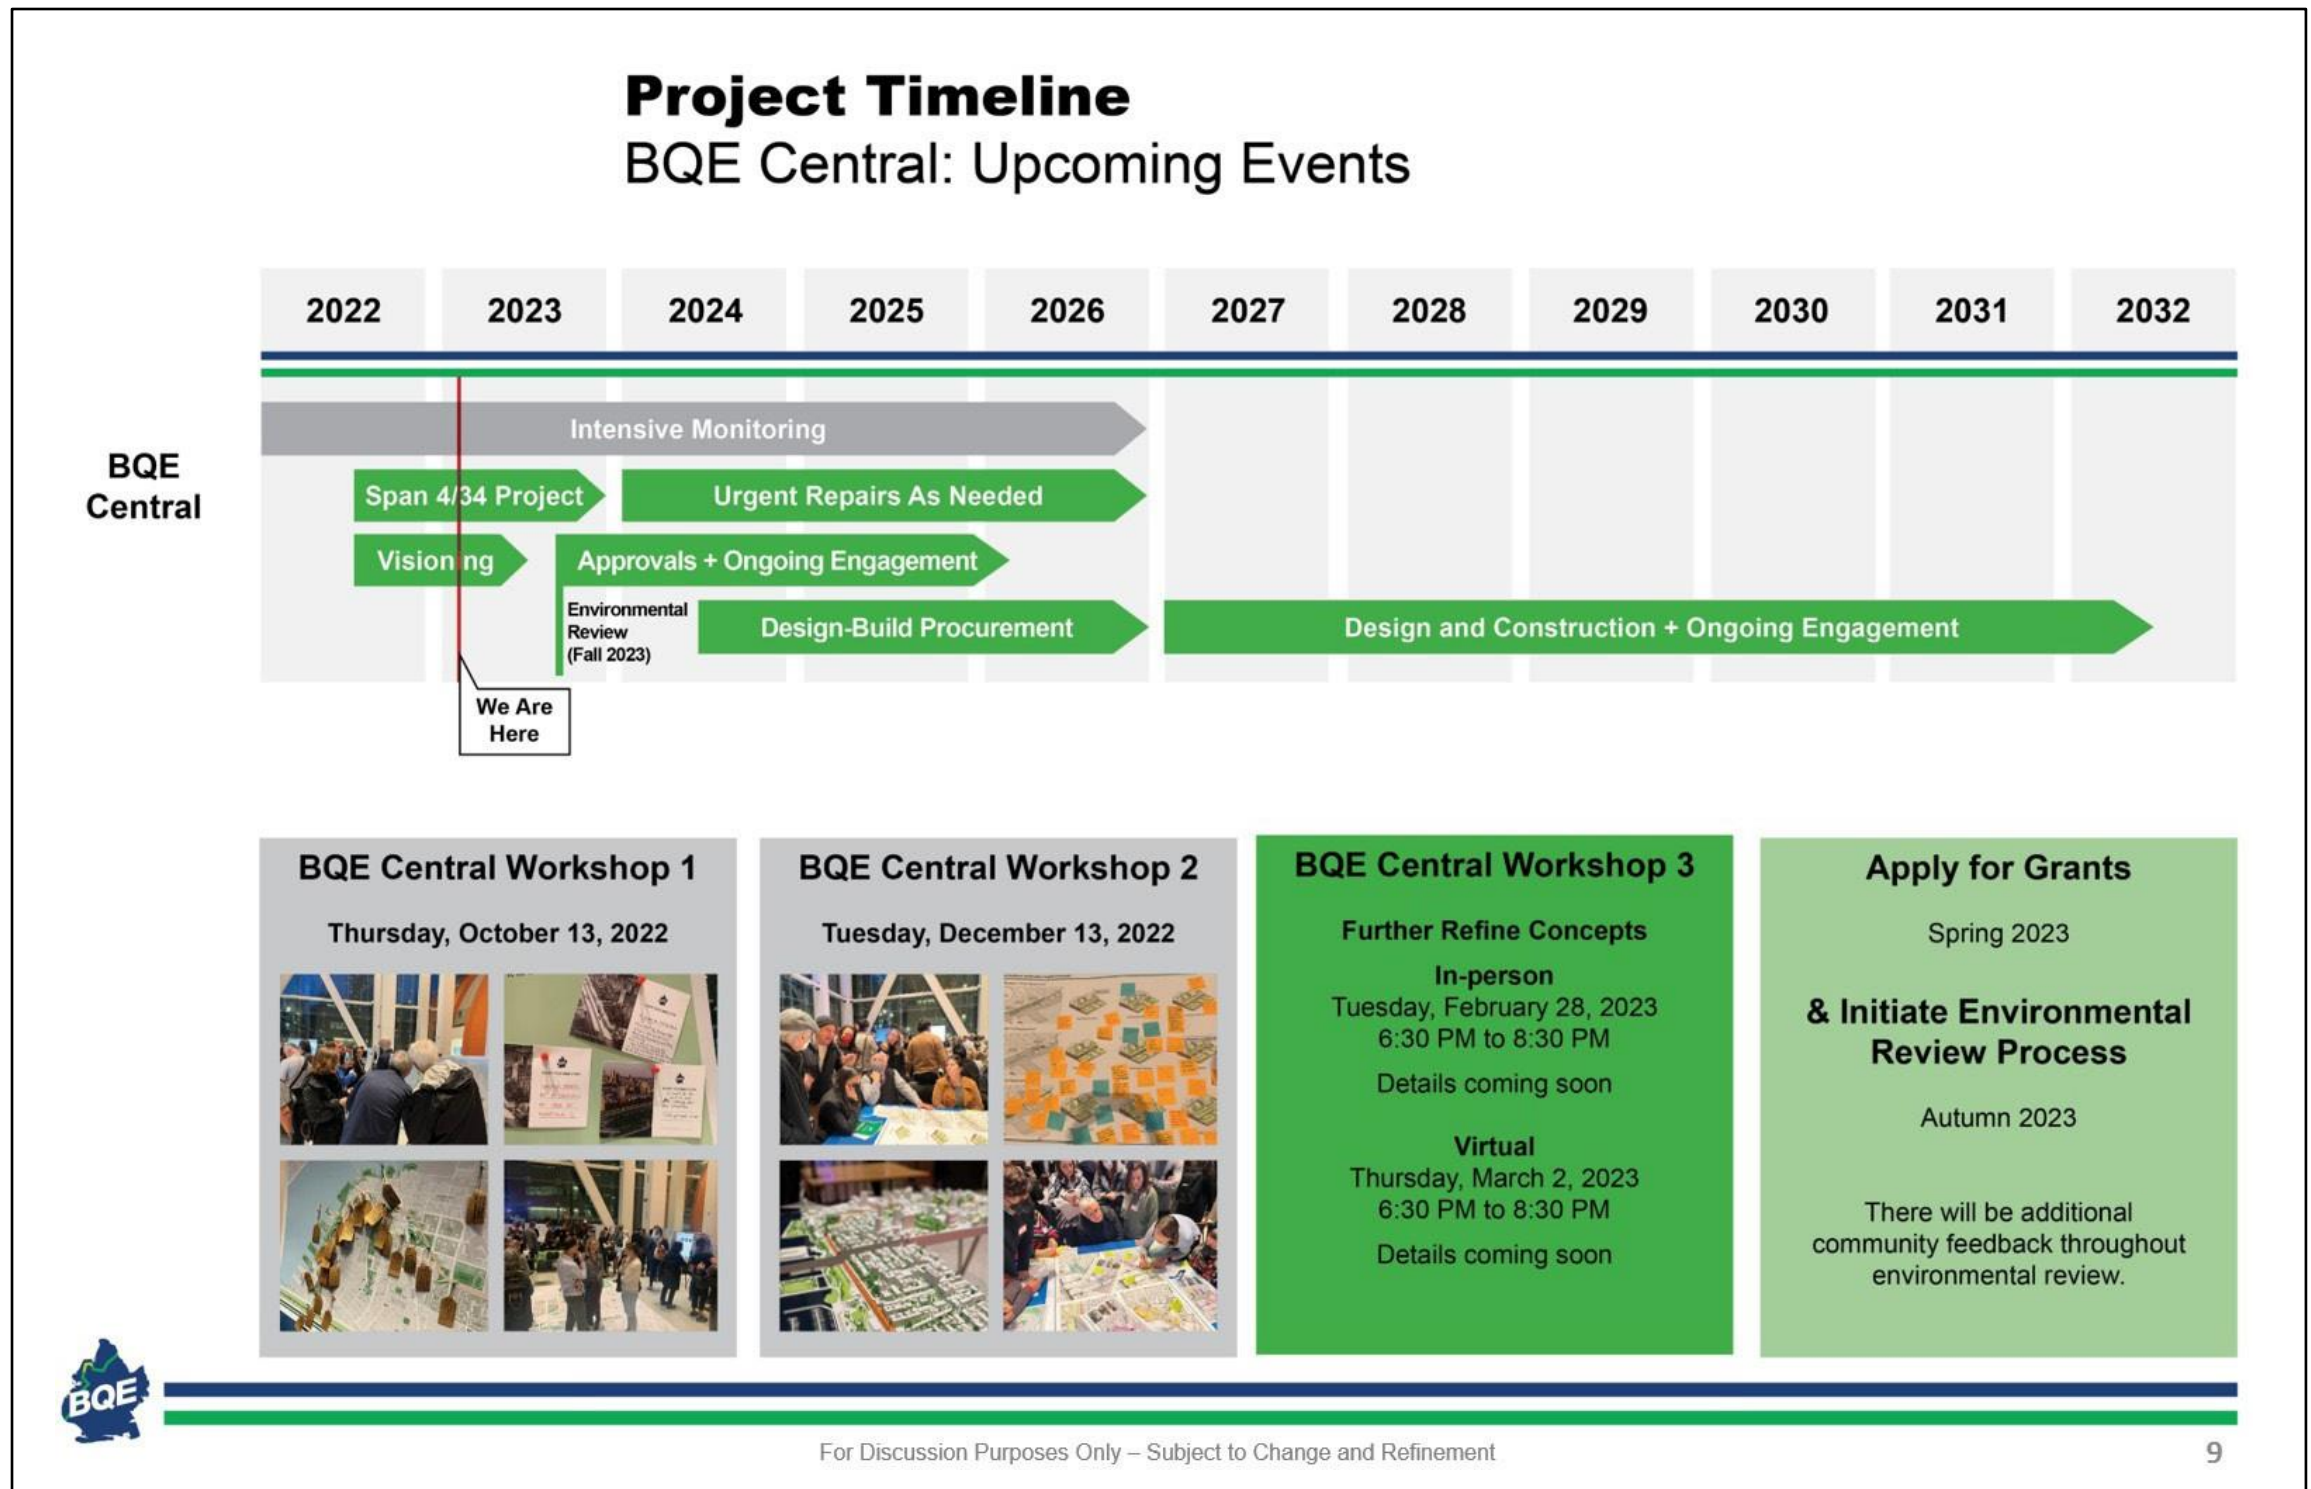 Project Timeline
BQE Central: Upcoming Events
2022
2023
2024
2025
2026
2027
2028
2029
2030
2031
2032
BQE
Central
Intensive Monitoring
Span 4/34 Project
Urgent Repairs As Needed
Visioning
Approvals + Ongoing Engagement
Environmental
Review
(Fall 2023)
Design-Build Procurement
Design and Construction + Ongoing Engagement
We Are
Here
BQE Central Workshop 1
Thursday, October 13, 2022
BQE Central Workshop 2
Tuesday, December 13, 2022
BQE Central Workshop 3
Further Refine Concepts
In-person
Tuesday, February 28, 2023
6:30 PM to 8:30 PM
Details coming soon
Virtual
Thursday, March 2, 2023
6:30 PM to 8:30 PM
Details coming soon
Apply for Grants
Spring 2023
& Initiate Environmental
Review Process
Autumn 2023
There will be additional
community feedback throughout
environmental review.
BQE
For Discussion Purposes Only – Subject to Change and Refinement
9